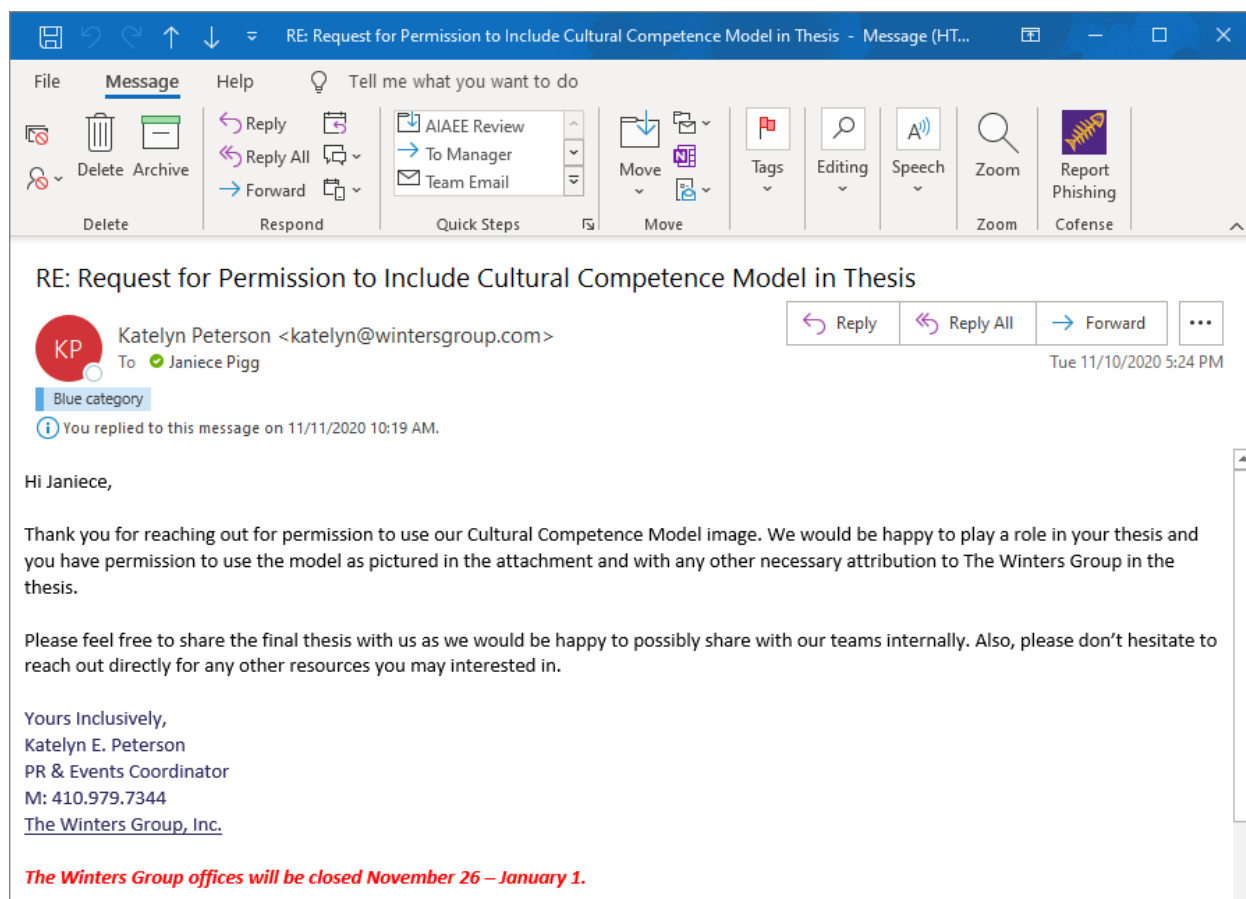 RE: Request for Permission to Include Cultural Competence Model in Thesis - Message (HT...
File Message Help Tell me what you want to do
Delete Archive
Reply
Reply All
Forward
AIAEE Review
To Manager
Team Email
Move
Tags
Editing
Speech
Zoom
Report
Phishing
Delete Respond Quick Steps Move Zoom Cofense
RE: Request for Permission to Include Cultural Competence Model in Thesis
KP
Katelyn Peterson <katelyn@wintersgroup.com>
To Janiece Pigg
Reply Reply All Forward ...
Tue 11/10/2020 5:24 PM
Blue category
You replied to this message on 11/11/2020 10:19 AM.
Hi Janiece,
Thank you for reaching out for permission to use our Cultural Competence Model image. We would be happy to play a role in your thesis and
you have permission to use the model as pictured in the attachment and with any other necessary attribution to The Winters Group in the
thesis.
Please feel free to share the final thesis with us as we would be happy to possibly share with our teams internally. Also, please don't hesitate to
reach out directly for any other resources you may interested in.
Yours Inclusively,
Katelyn E. Peterson
PR & Events Coordinator
M: 410.979.7344
The Winters Group, Inc.
The Winters Group offices will be closed November 26 – January 1.